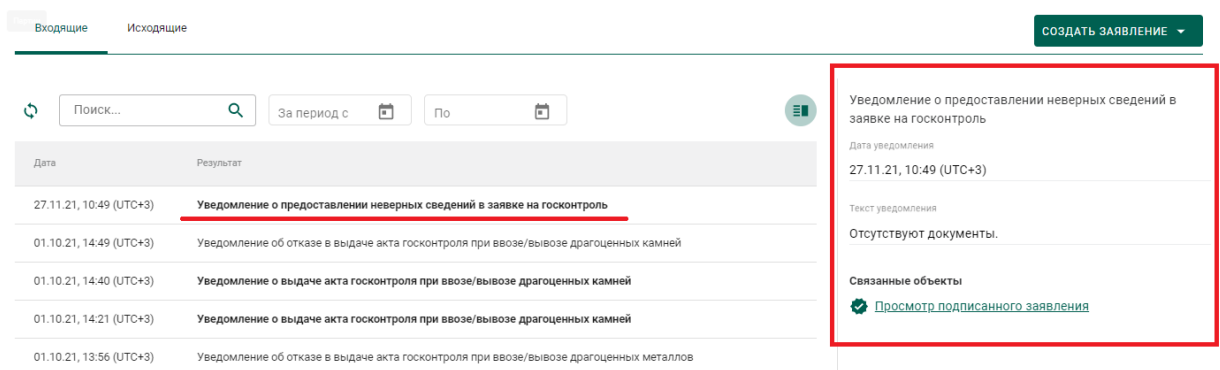 Входящие Исходящие СОЗДАТЬ ЗАЯВЛЕНИЕ
Поиск... За период с По
Дата Результат
27.11.21, 10:49 (UTC+3) Уведомление о предоставлении неверных сведений в заявке на госконтроль
01.10.21, 14:49 (UTC+3) Уведомление об отказе в выдаче акта госконтроля при ввозе/вывозе драгоценных камней
01.10.21, 14:40 (UTC+3) Уведомление о выдаче акта госконтроля при ввозе/вывозе драгоценных камней
01.10.21, 14:21 (UTC+3) Уведомление о выдаче акта госконтроля при ввозе/вывозе драгоценных камней
01.10.21, 13:56 (UTC+3) Уведомление об отказе в выдаче акта госконтроля при ввозе/вывозе драгоценных металлов
Уведомление о предоставлении неверных сведений в
заявке на госконтроль
Дата уведомления
27.11.21, 10:49 (UTC+3)
Текст уведомления
Отсутствуют документы.
Связанные объекты
Просмотр подписанного заявления